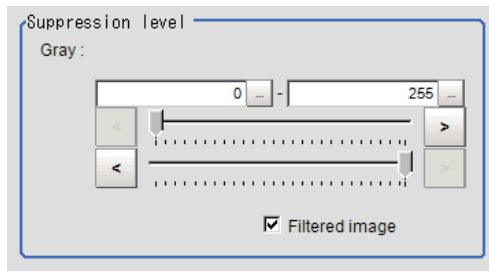 Suppression level
Gray :
0 ... - 255 ...
< >
< >
Filtered image